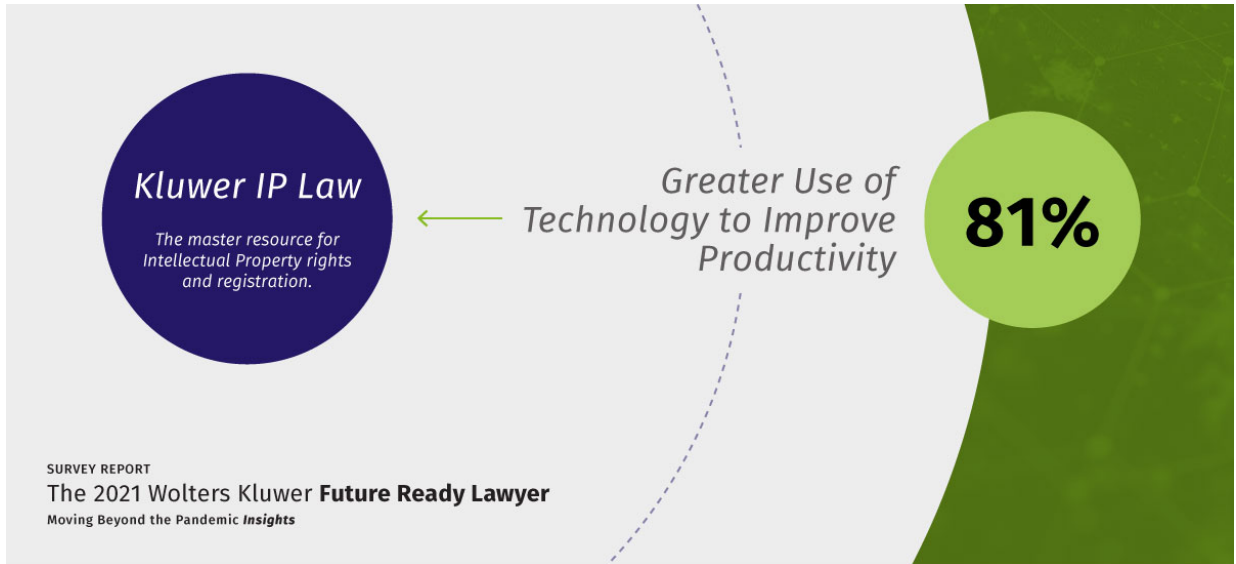 Kluwer IP Law
The master resource for
Intellectual Property rights
and registration.
Greater Use of
Technology to Improve
Productivity
81%
SURVEY REPORT
The 2021 Wolters Kluwer Future Ready Lawyer
Moving Beyond the Pandemic Insights